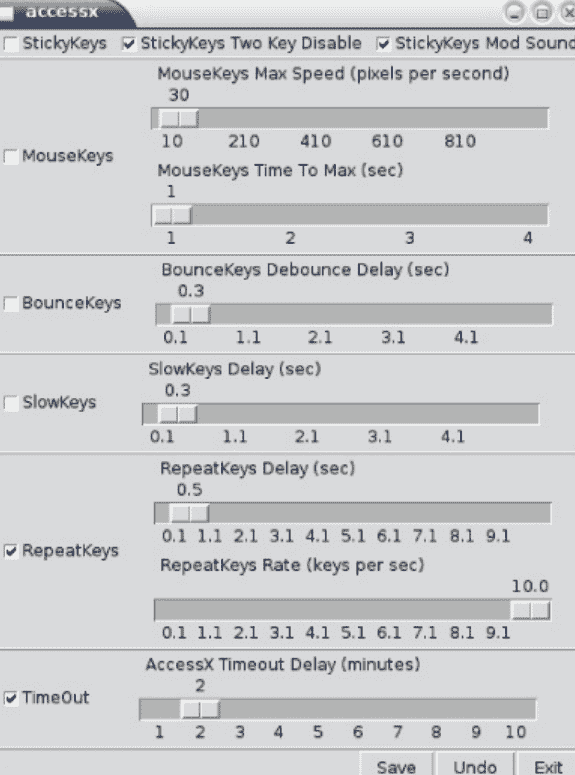 accessx
StickyKeys StickyKeys Two Key Disable StickyKeys Mod Sound
MouseKeys Max Speed (pixels per second)
30
10 210 410 610 810
MouseKeys
MouseKeys Time To Max (sec)
1
1 2 3 4
BounceKeys Debounce Delay (sec)
0.3
BounceKeys
0.1 1.1 2.1 3.1 4.1
SlowKeys Delay (sec)
0.3
SlowKeys
0.1 1.1 2.1 3.1 4.1
RepeatKeys Delay (sec)
0.5
0.1 1.1 2.1 3.1 4.1 5.1 6.1 7.1 8.1 9.1
RepeatKeys
RepeatKeys Rate (keys per sec)
10.0
0.1 1.1 2.1 3.1 4.1 5.1 6.1 7.1 8.1 9.1
AccessX Timeout Delay (minutes)
2
TimeOut
1 2 3 4 5 6 7 8 9 10
Save Undo Exit